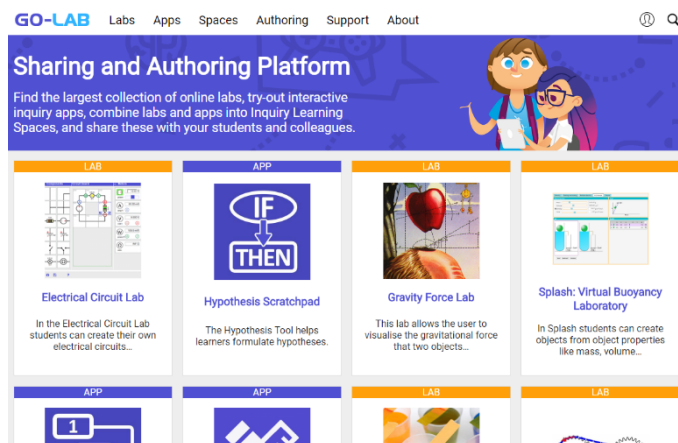 GO-LAB Labs Apps Spaces Authoring Support About
Sharing and Authoring Platform
Find the largest collection of online labs, try-out interactive
inquiry apps, combine labs and apps into Inquiry Learning
Spaces, and share these with your students and colleagues.
LAB
Electrical Circuit Lab
In the Electrical Circuit Lab
students can create their own
electrical circuits...
APP
IF
THEN
Hypothesis Scratchpad
The Hypothesis Tool helps
learners formulate hypotheses.
LAB
Gravity Force Lab
This lab allows the user to
visualise the gravitational force
that two objects...
LAB
Splash: Virtual Buoyancy
Laboratory
In Splash students can create
objects from object properties
like mass, volume...
APP
1
APP
LAB
LAB